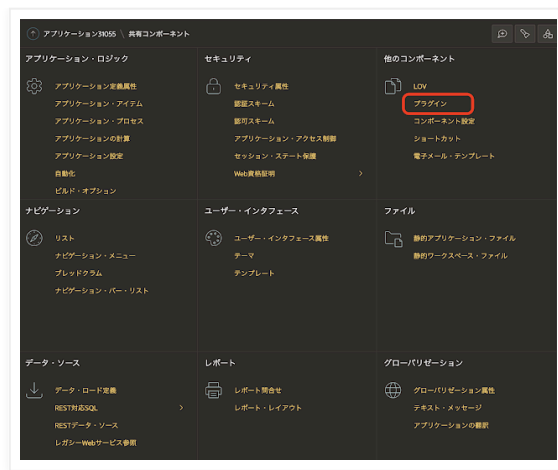 アプリケーション31055 \ 共有コンポーネント
アプリケーション・ロジック
アプリケーション定義属性
アプリケーション・アイテム
アプリケーション・プロセス
アプリケーションの計算
アプリケーション設定
自動化
ビルド・オプション
セキュリティ
セキュリティ属性
認証スキーム
認可スキーム
アプリケーション・アクセス制御
セッション・ステート保護
Web資格証明
他のコンポーネント
LOV
プラグイン
コンポーネント設定
ショートカット
電子メール・テンプレート
ナビゲーション
リスト
ナビゲーション・メニュー
ブレッドクラム
ナビゲーション・バー・リスト
ユーザー・インタフェース
ユーザー・インタフェース属性
テーマ
テンプレート
ファイル
静的アプリケーション・ファイル
静的ワークスペース・ファイル
データ・ソース
データ・ロード定義
REST対応SQL
RESTデータ・ソース
レガシーWebサービス参照
レポート
レポート問合せ
レポート・レイアウト
グローバリゼーション
グローバリゼーション属性
テキスト・メッセージ
アプリケーションの翻訳